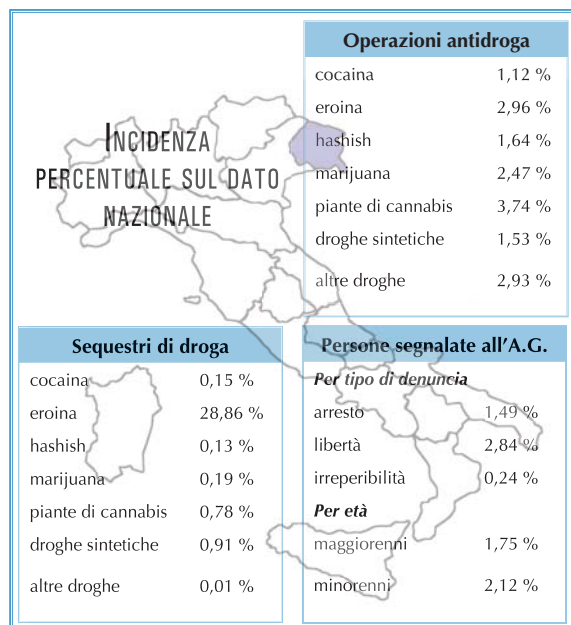 Operazioni antidroga
cocaina 1,12 %
eroina 2,96 %
hashish 1,64 %
marijuana 2,47 %
piante di cannabis 3,74 %
droghe sintetiche 1,53 %
altre droghe 2,93 %
INCIDENZA
PERCENTUALE SUL DATO
NAZIONALE
Sequestri di droga
cocaina 0,15 %
eroina 28,86 %
hashish 0,13 %
marijuana 0,19 %
piante di cannabis 0,78 %
droghe sintetiche 0,91 %
altre droghe 0,01 %
Persone segnalate all'A.G.
Per tipo di denuncia
arresto 1,49 %
libertà 2,84 %
irreperibilità 0,24 %
Per età
maggiorenni 1,75 %
minorenni 2,12 %